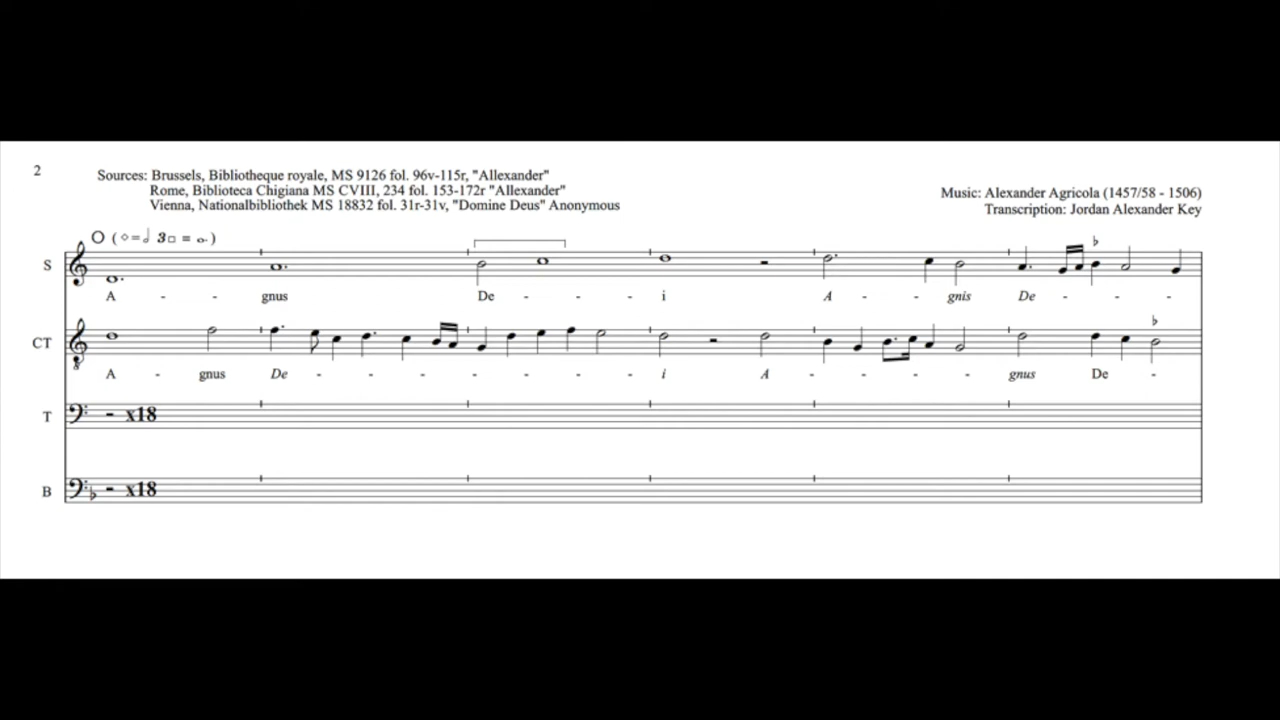 2
Sources: Brussels, Bibliotheque royale, MS 9126 fol. 96v-115r, "Allexander"
Rome, Biblioteca Chigiana MS CVIII, 234 fol. 153-172r "Allexander"
Vienna, Nationalbibliothek MS 18832 fol. 31r-31v, "Domine Deus" Anonymous
Music: Alexander Agricola (1457/58 - 1506)
Transcription: Jordan Alexander Key
S
A - - gnus De - - - i A - - gnis De - - - -
CT
A - gnus De - - - - - - - - i A - - - - gnus De -
T x18
B x18